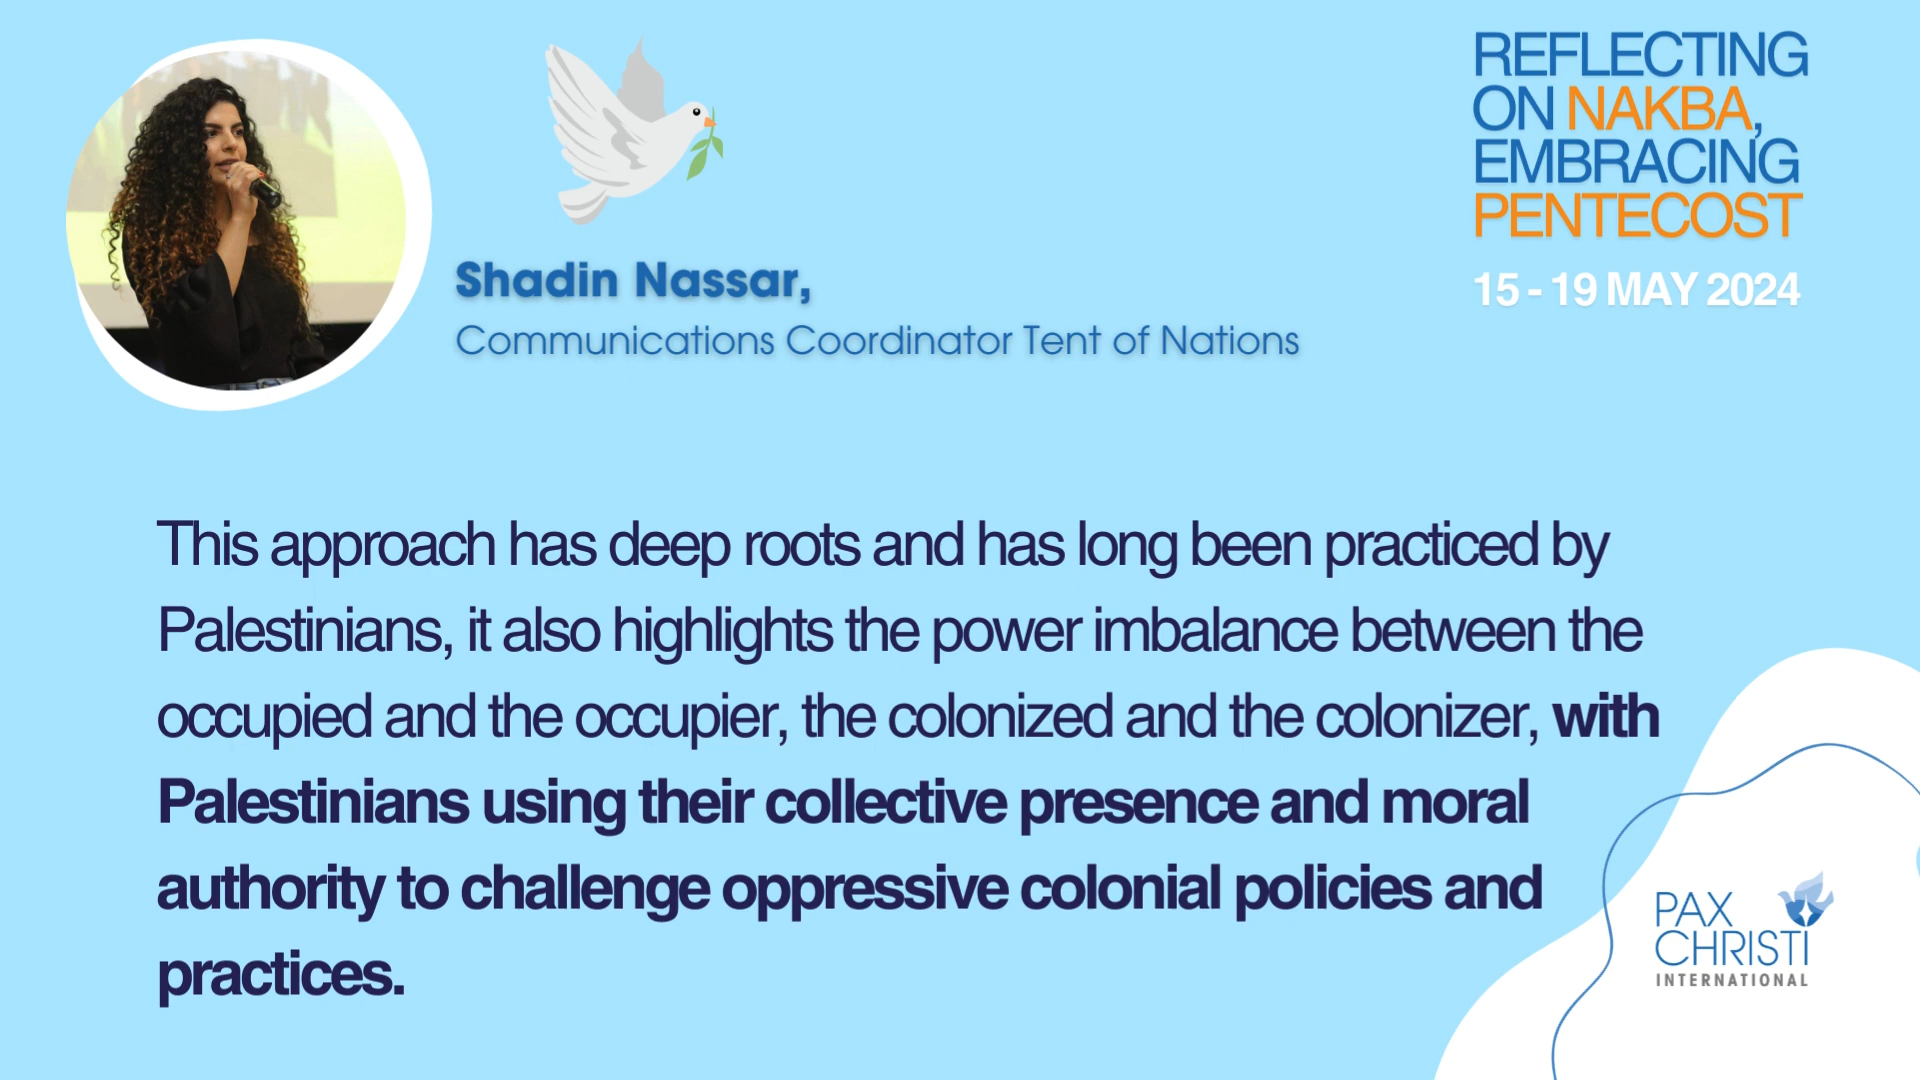 REFLECTING
ON NAKBA,
EMBRACING
PENTECOST
15 - 19 MAY 2024
Shadin Nassar,
Communications Coordinator Tent of Nations
This approach has deep roots and has long been practiced by
Palestinians, it also highlights the power imbalance between the
occupied and the occupier, the colonized and the colonizer, with
Palestinians using their collective presence and moral
authority to challenge oppressive colonial policies and
practices.
PAX
CHRISTI
INTERNATIONAL